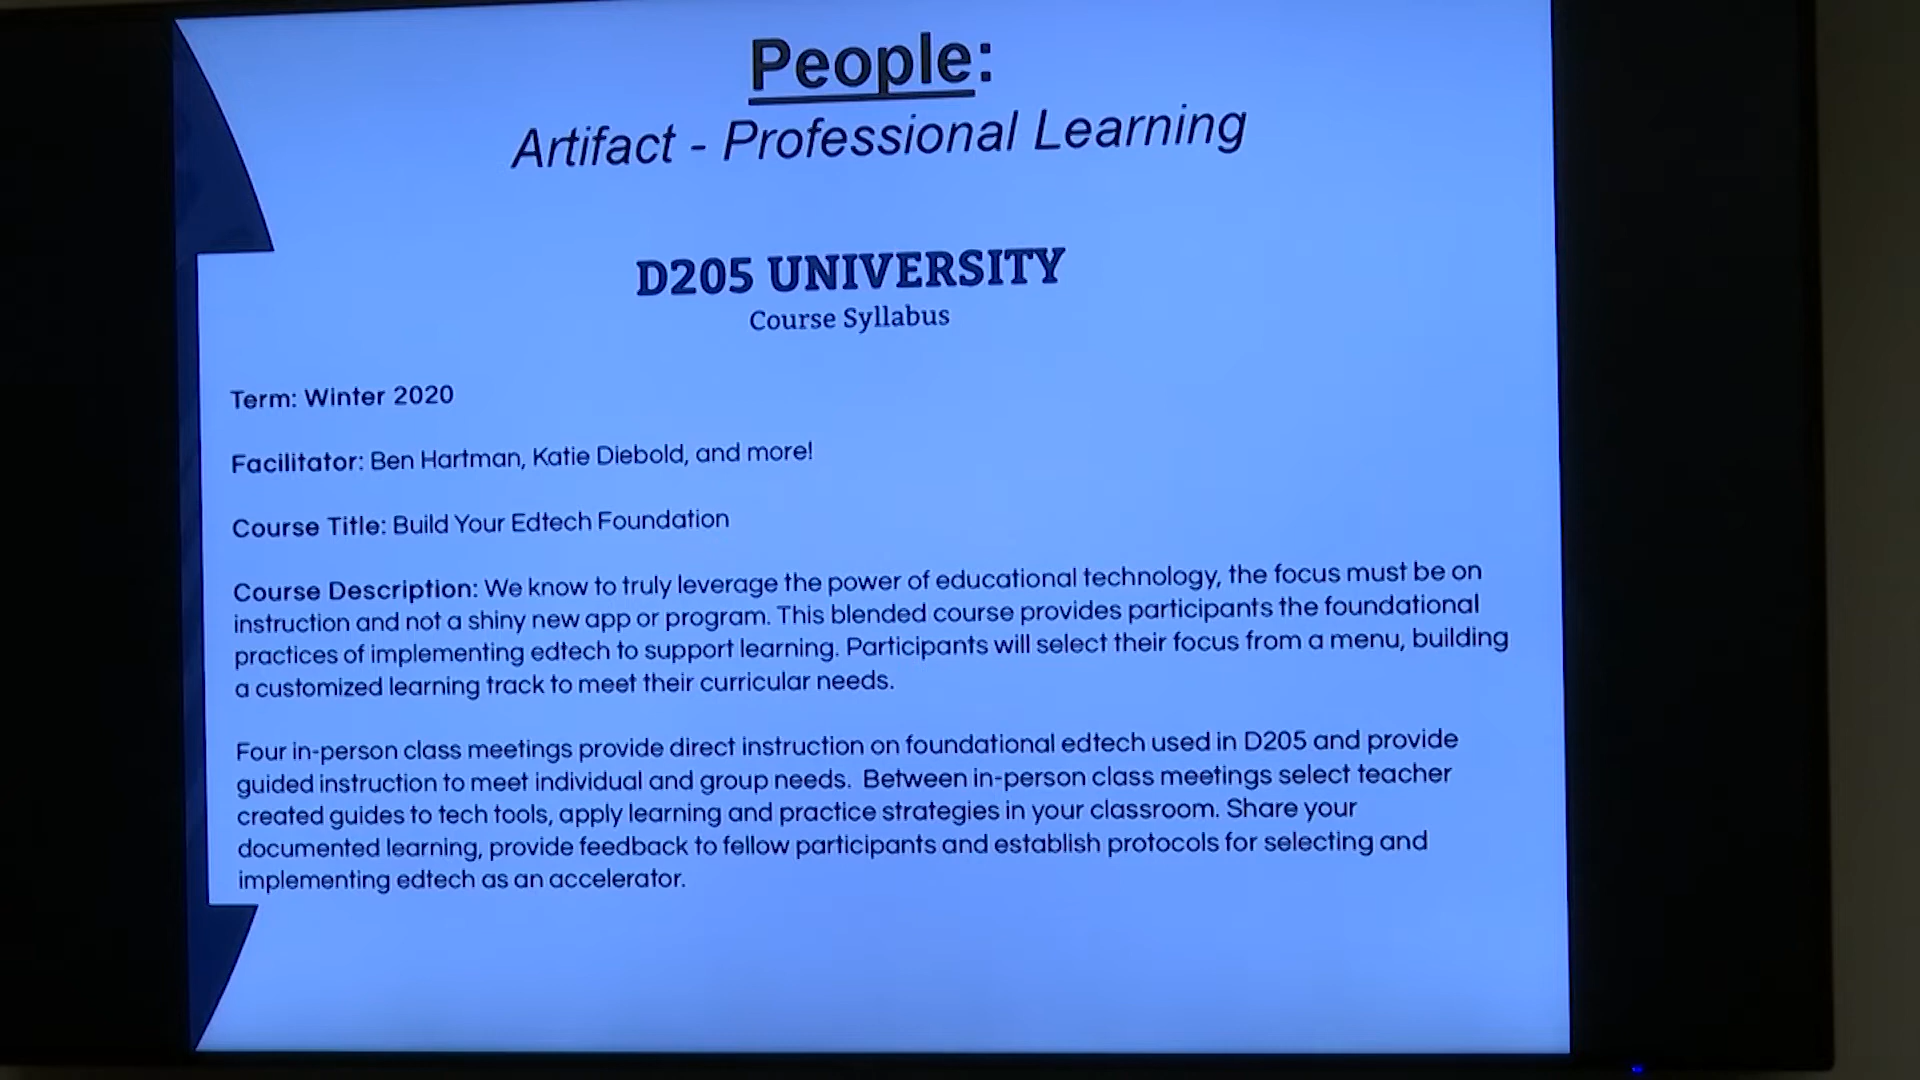 People:
Artifact - Professional Learning
D205 UNIVERSITY
Course Syllabus
Term: Winter 2020
Facilitator: Ben Hartman, Katie Diebold, and more!
Course Title: Build Your Edtech Foundation
Course Description: We know to truly leverage the power of educational technology, the focus must be on
instruction and not a shiny new app or program. This blended course provides participants the foundational
practices of implementing edtech to support learning. Participants will select their focus from a menu, building
a customized learning track to meet their curricular needs.
Four in-person class meetings provide direct instruction on foundational edtech used in D205 and provide
guided instruction to meet individual and group needs. Between in-person class meetings select teacher
created guides to tech tools, apply learning and practice strategies in your classroom. Share your
documented learning, provide feedback to fellow participants and establish protocols for selecting and
implementing edtech as an accelerator.